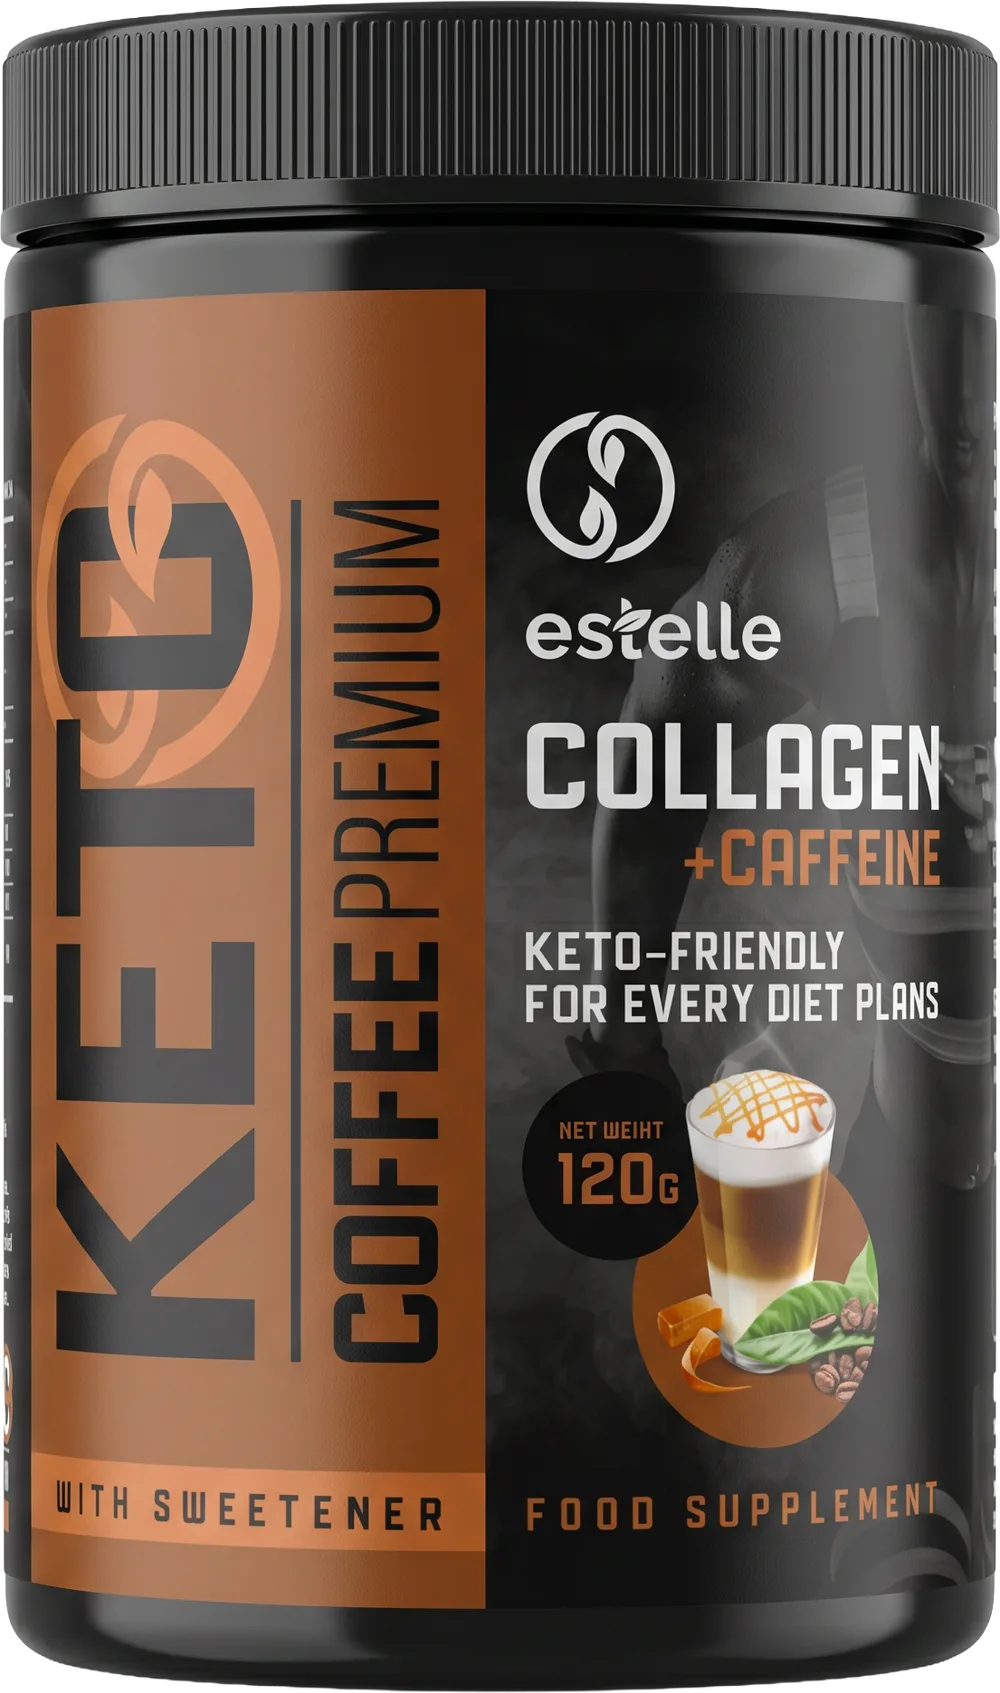 KETO
COFFEE PREMIUM
WITH SWEETENER
estelle
COLLAGEN
+CAFFEINE
KETO-FRIENDLY
FOR EVERY DIET PLANS
NET WEIHT
120G
FOOD SUPPLEMENT